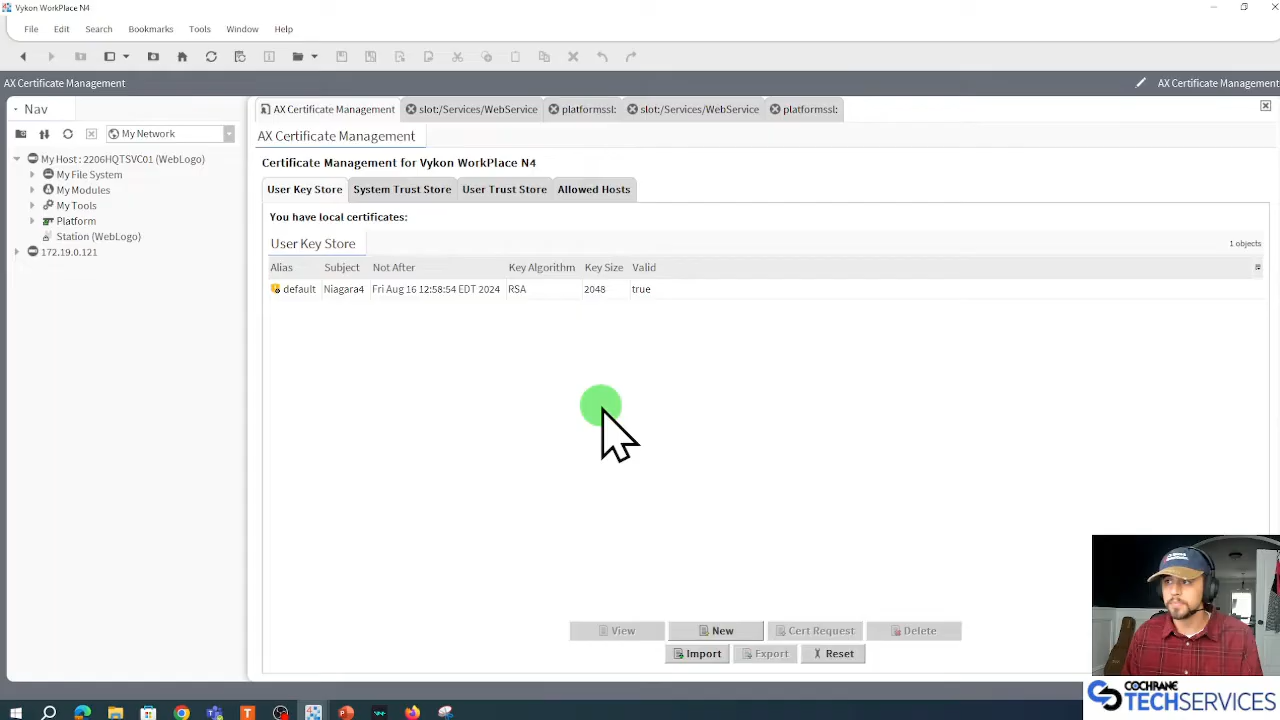 Vykon WorkPlace N4
File Edit Search Bookmarks Tools Window Help
AX Certificate Management
AX Certificate Management
Nav
My Network
My Host : 2206HQTSVC01 (WebLogo)
My File System
My Modules
My Tools
Platform
Station (WebLogo)
172.19.0.121
AX Certificate Management slot:/Services/WebService platformssl: slot:/Services/WebService platformssl:
AX Certificate Management
Certificate Management for Vykon WorkPlace N4
User Key Store System Trust Store User Trust Store Allowed Hosts
You have local certificates:
User Key Store 1 objects
Alias Subject Not After Key Algorithm Key Size Valid
default Niagara4 Fri Aug 16 12:58:54 EDT 2024 RSA 2048 true
View New Cert Request Delete
Import Export Reset
COCHRANE
TECHSERVICES